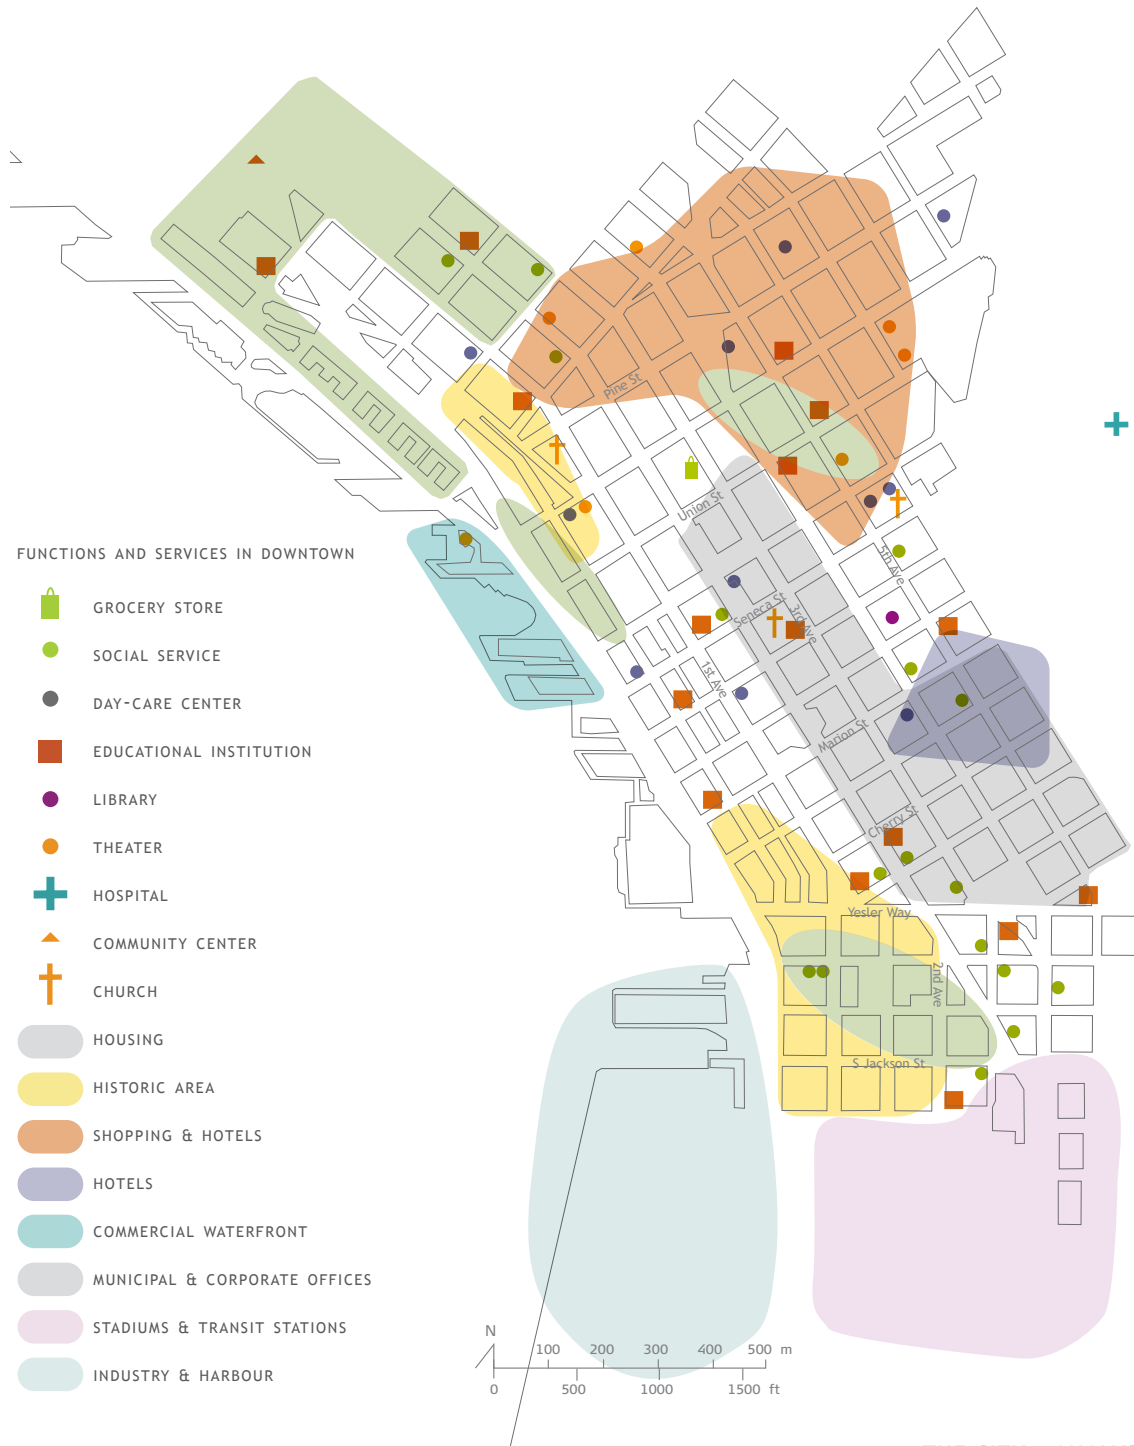 Pine St
Union St
5th Ave
Seneca St
3rd Ave
1st Ave
Marion St
Cherry St
Yesler Way
2nd Ave
S Jackson St
FUNCTIONS AND SERVICES IN DOWNTOWN
GROCERY STORE
SOCIAL SERVICE
DAY-CARE CENTER
EDUCATIONAL INSTITUTION
LIBRARY
THEATER
HOSPITAL
COMMUNITY CENTER
CHURCH
HOUSING
HISTORIC AREA
SHOPPING & HOTELS
HOTELS
COMMERCIAL WATERFRONT
MUNICIPAL & CORPORATE OFFICES
STADIUMS & TRANSIT STATIONS
INDUSTRY & HARBOUR
N
100 200 300 400 500 m
0 500 1000 1500 ft